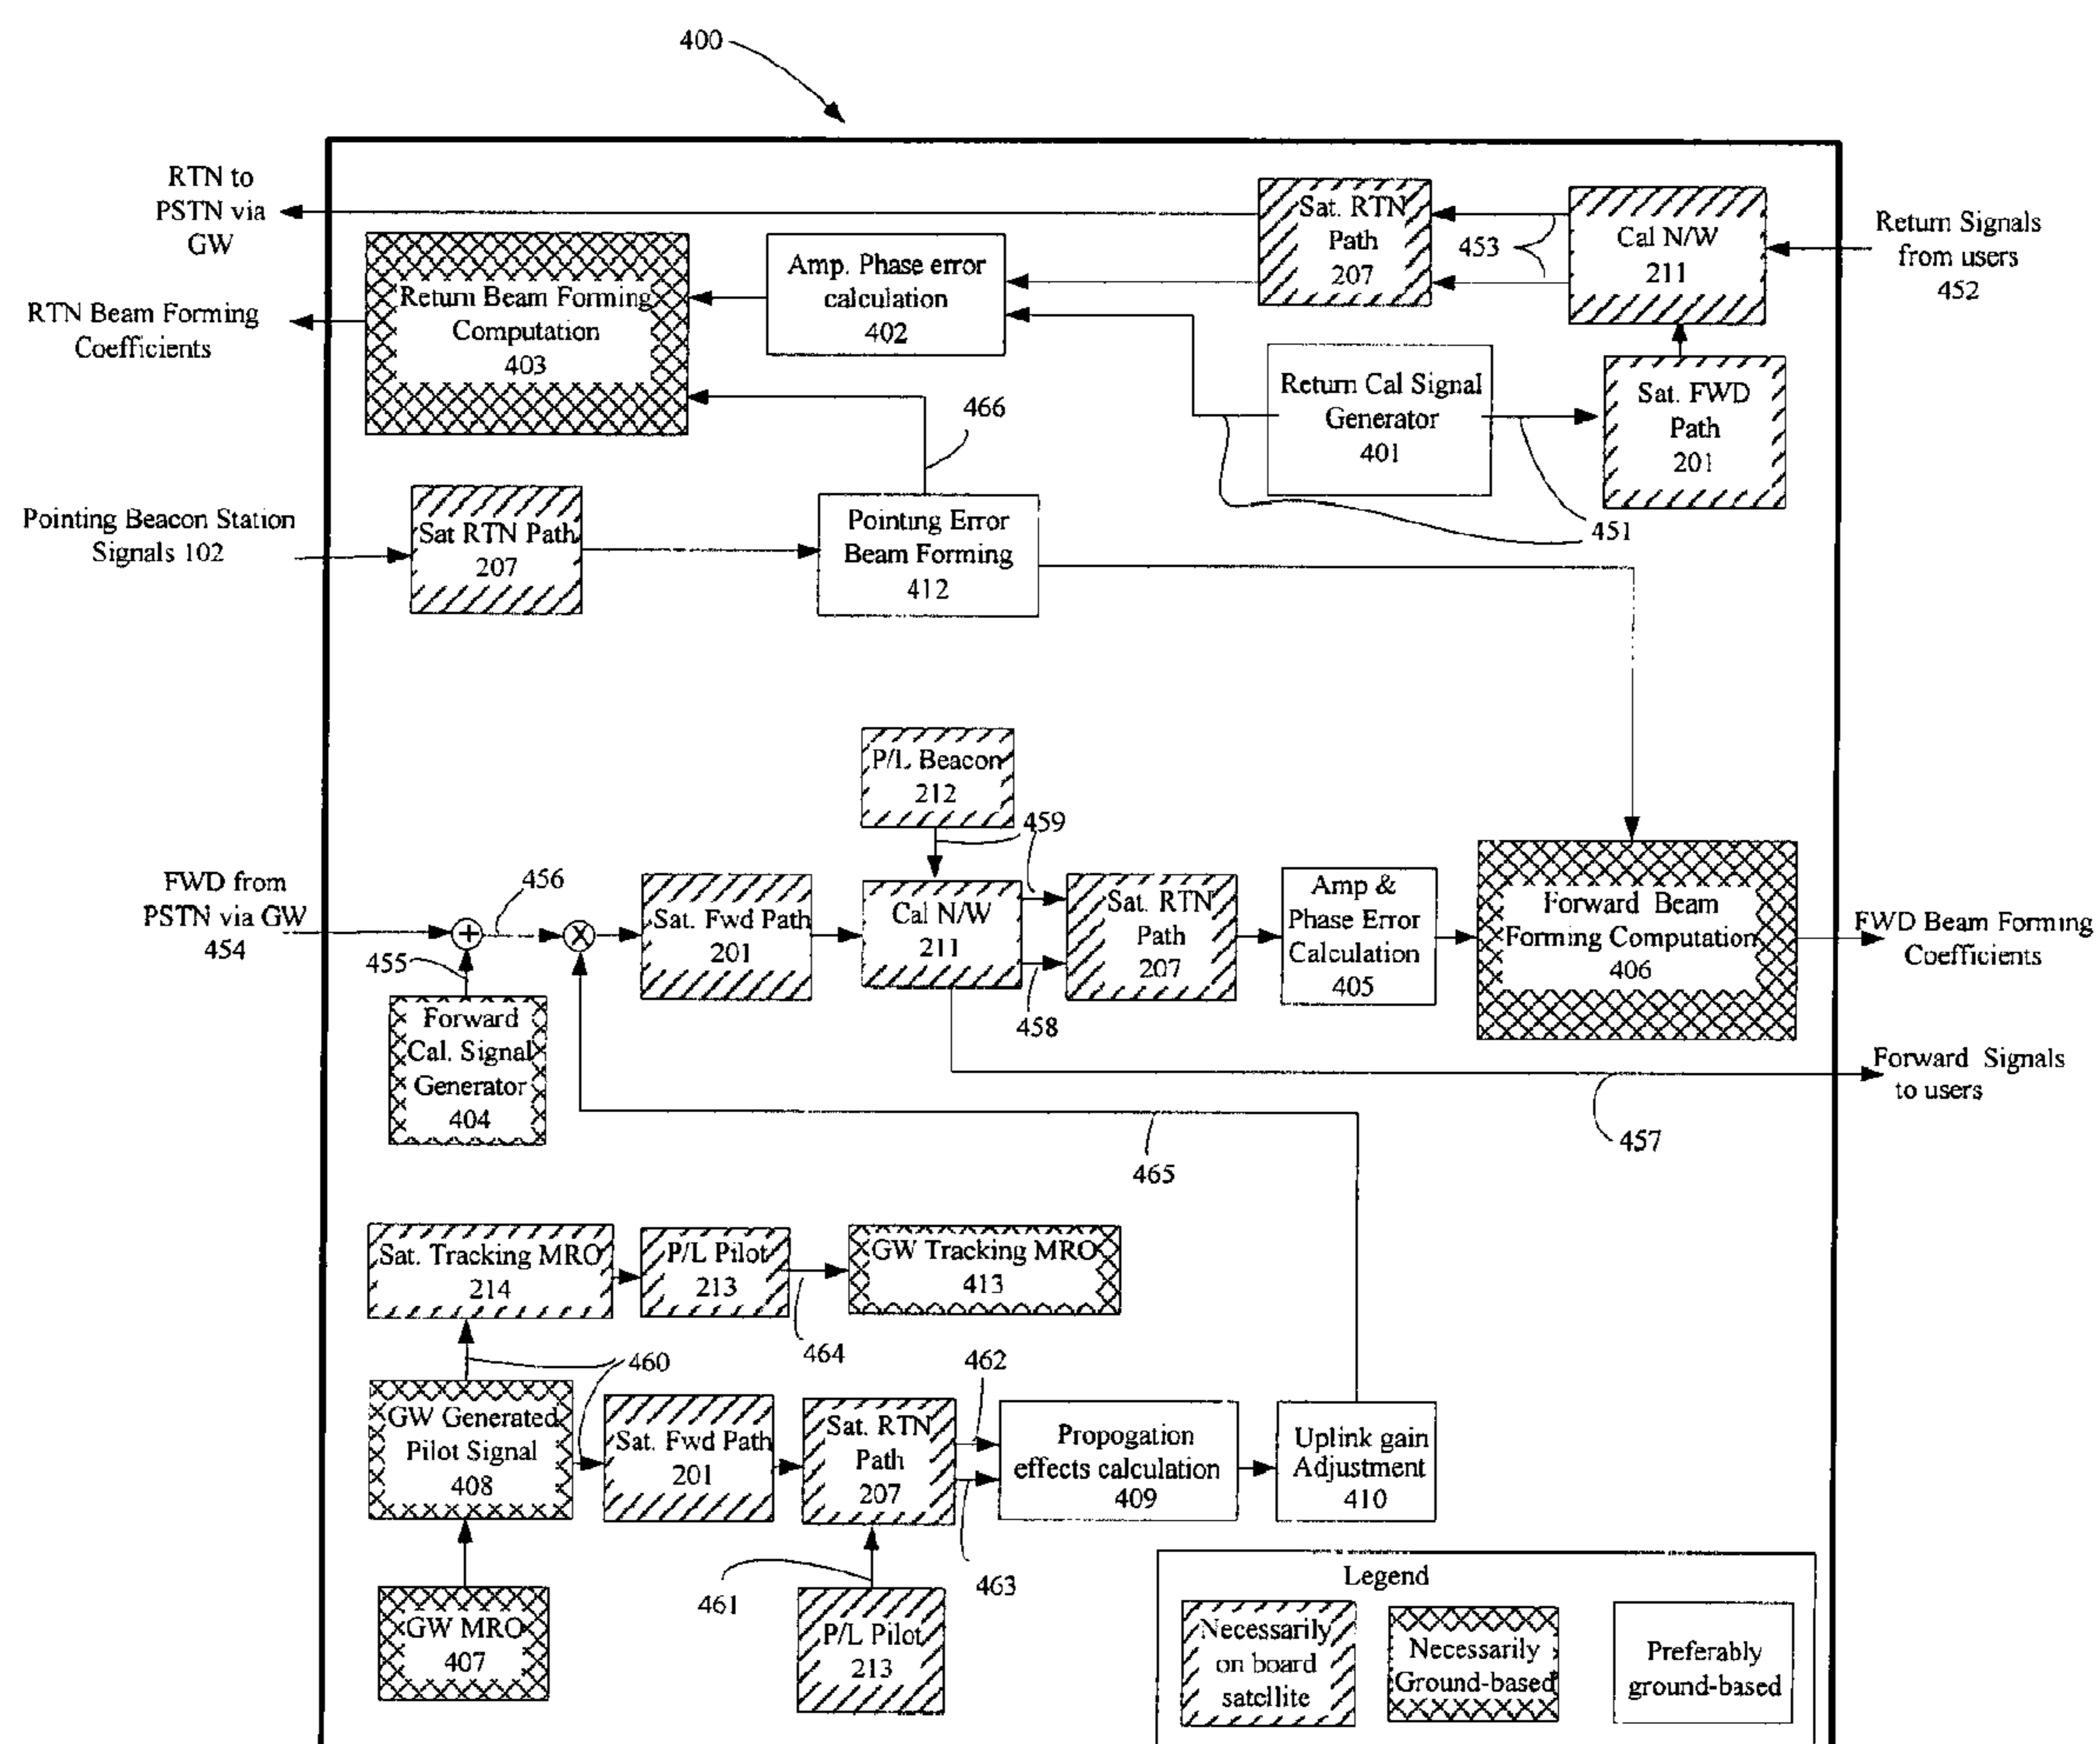 400
RTN to
PSTN via
GW
Sat. RTN
Path
207
453
Cal N/W
211
Return Signals
from users
452
Return Beam Forming
Computation
403
Amp. Phase error
calculation
402
RTN Beam Forming
Coefficients
Return Cal Signal
Generator
401
Sat. FWD
Path
201
466
451
Pointing Beacon Station
Signals 102
Sat RTN Path
207
Pointing Error
Beam Forming
412
P/L Beacon
212
459
FWD from
PSTN via GW
454
456
455
Sat. Fwd Path
201
Cal N/W
211
458
Sat. RTN
Path
207
Amp &
Phase Error
Calculation
405
Forward Beam
Forming Computation
406
FWD Beam Forming
Coefficients
Forward
Cal. Signal
Generator
404
Forward Signals
to users
457
465
Sat. Tracking MRO
214
P/L Pilot
213
GW Tracking MRO
413
464
460
462
GW Generated
Pilot Signal
408
Sat. Fwd Path
201
Sat. RTN
Path
207
Propogation
effects calculation
409
Uplink gain
Adjustment
410
461
463
GW MRO
407
P/L Pilot
213
Legend
Necessarily
on board
satellite
Necessarily
Ground-based
Preferably
ground-based